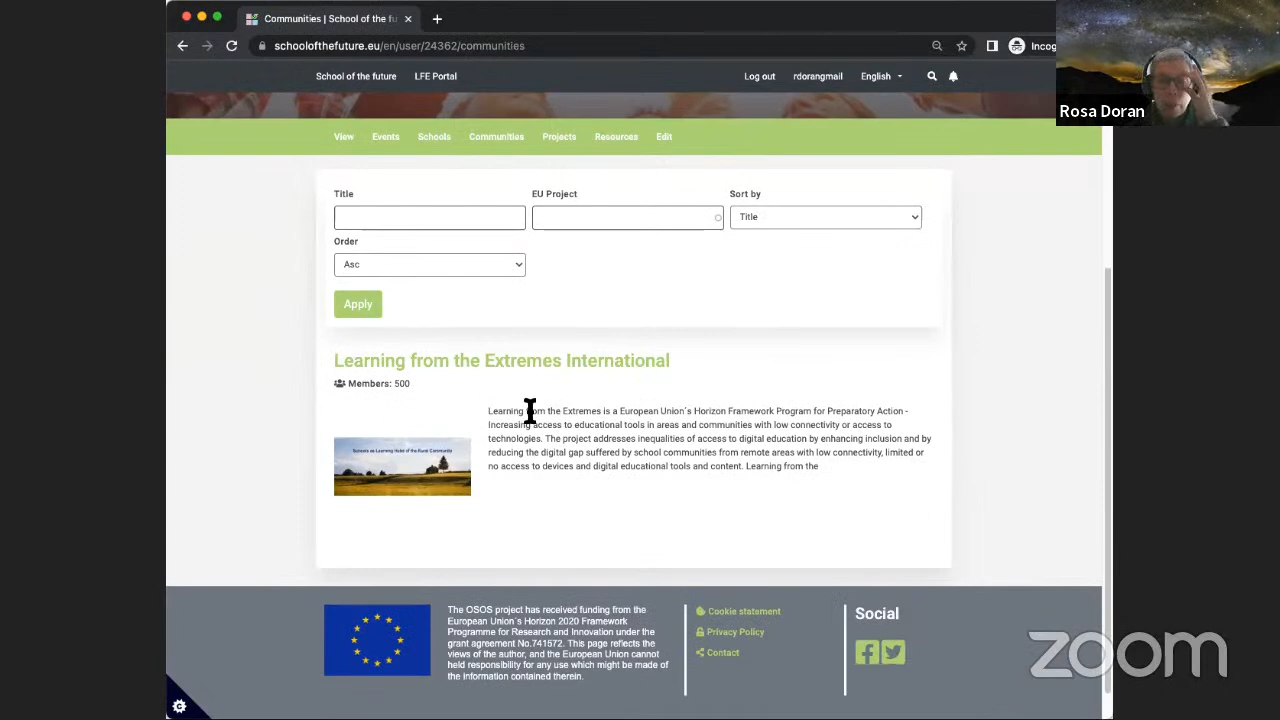 Communities | School of the fu
schoolofthefuture.eu/en/user/24362/communities
Incog
School of the future
LFE Portal
Log out
rdorangmail
English
Rosa Doran
View
Events
Schools
Communities
Projects
Resources
Edit
Title
EU Project
Sort by
Title
Order
Asc
Apply
Learning from the Extremes International
Members: 500
Learning from the Extremes is a European Union´s Horizon Framework Program for Preparatory Action -
Increasing access to educational tools in areas and communities with low connectivity or access to
technologies. The project addresses inequalities of access to digital education by enhancing inclusion and by
reducing the digital gap suffered by school communities from remote areas with low connectivity, limited or
no access to devices and digital educational tools and content. Learning from the
Schools as Learning Hubs of the Rural Community
The OSOS project has received funding from the
European Union´s Horizon 2020 Framework
Programme for Research and Innovation under the
grant agreement No.741572. This page reflects the
views of the author, and the European Union cannot
held responsibility for any use which might be made of
the information contained therein.
Cookie statement
Privacy Policy
Contact
Social
zoom